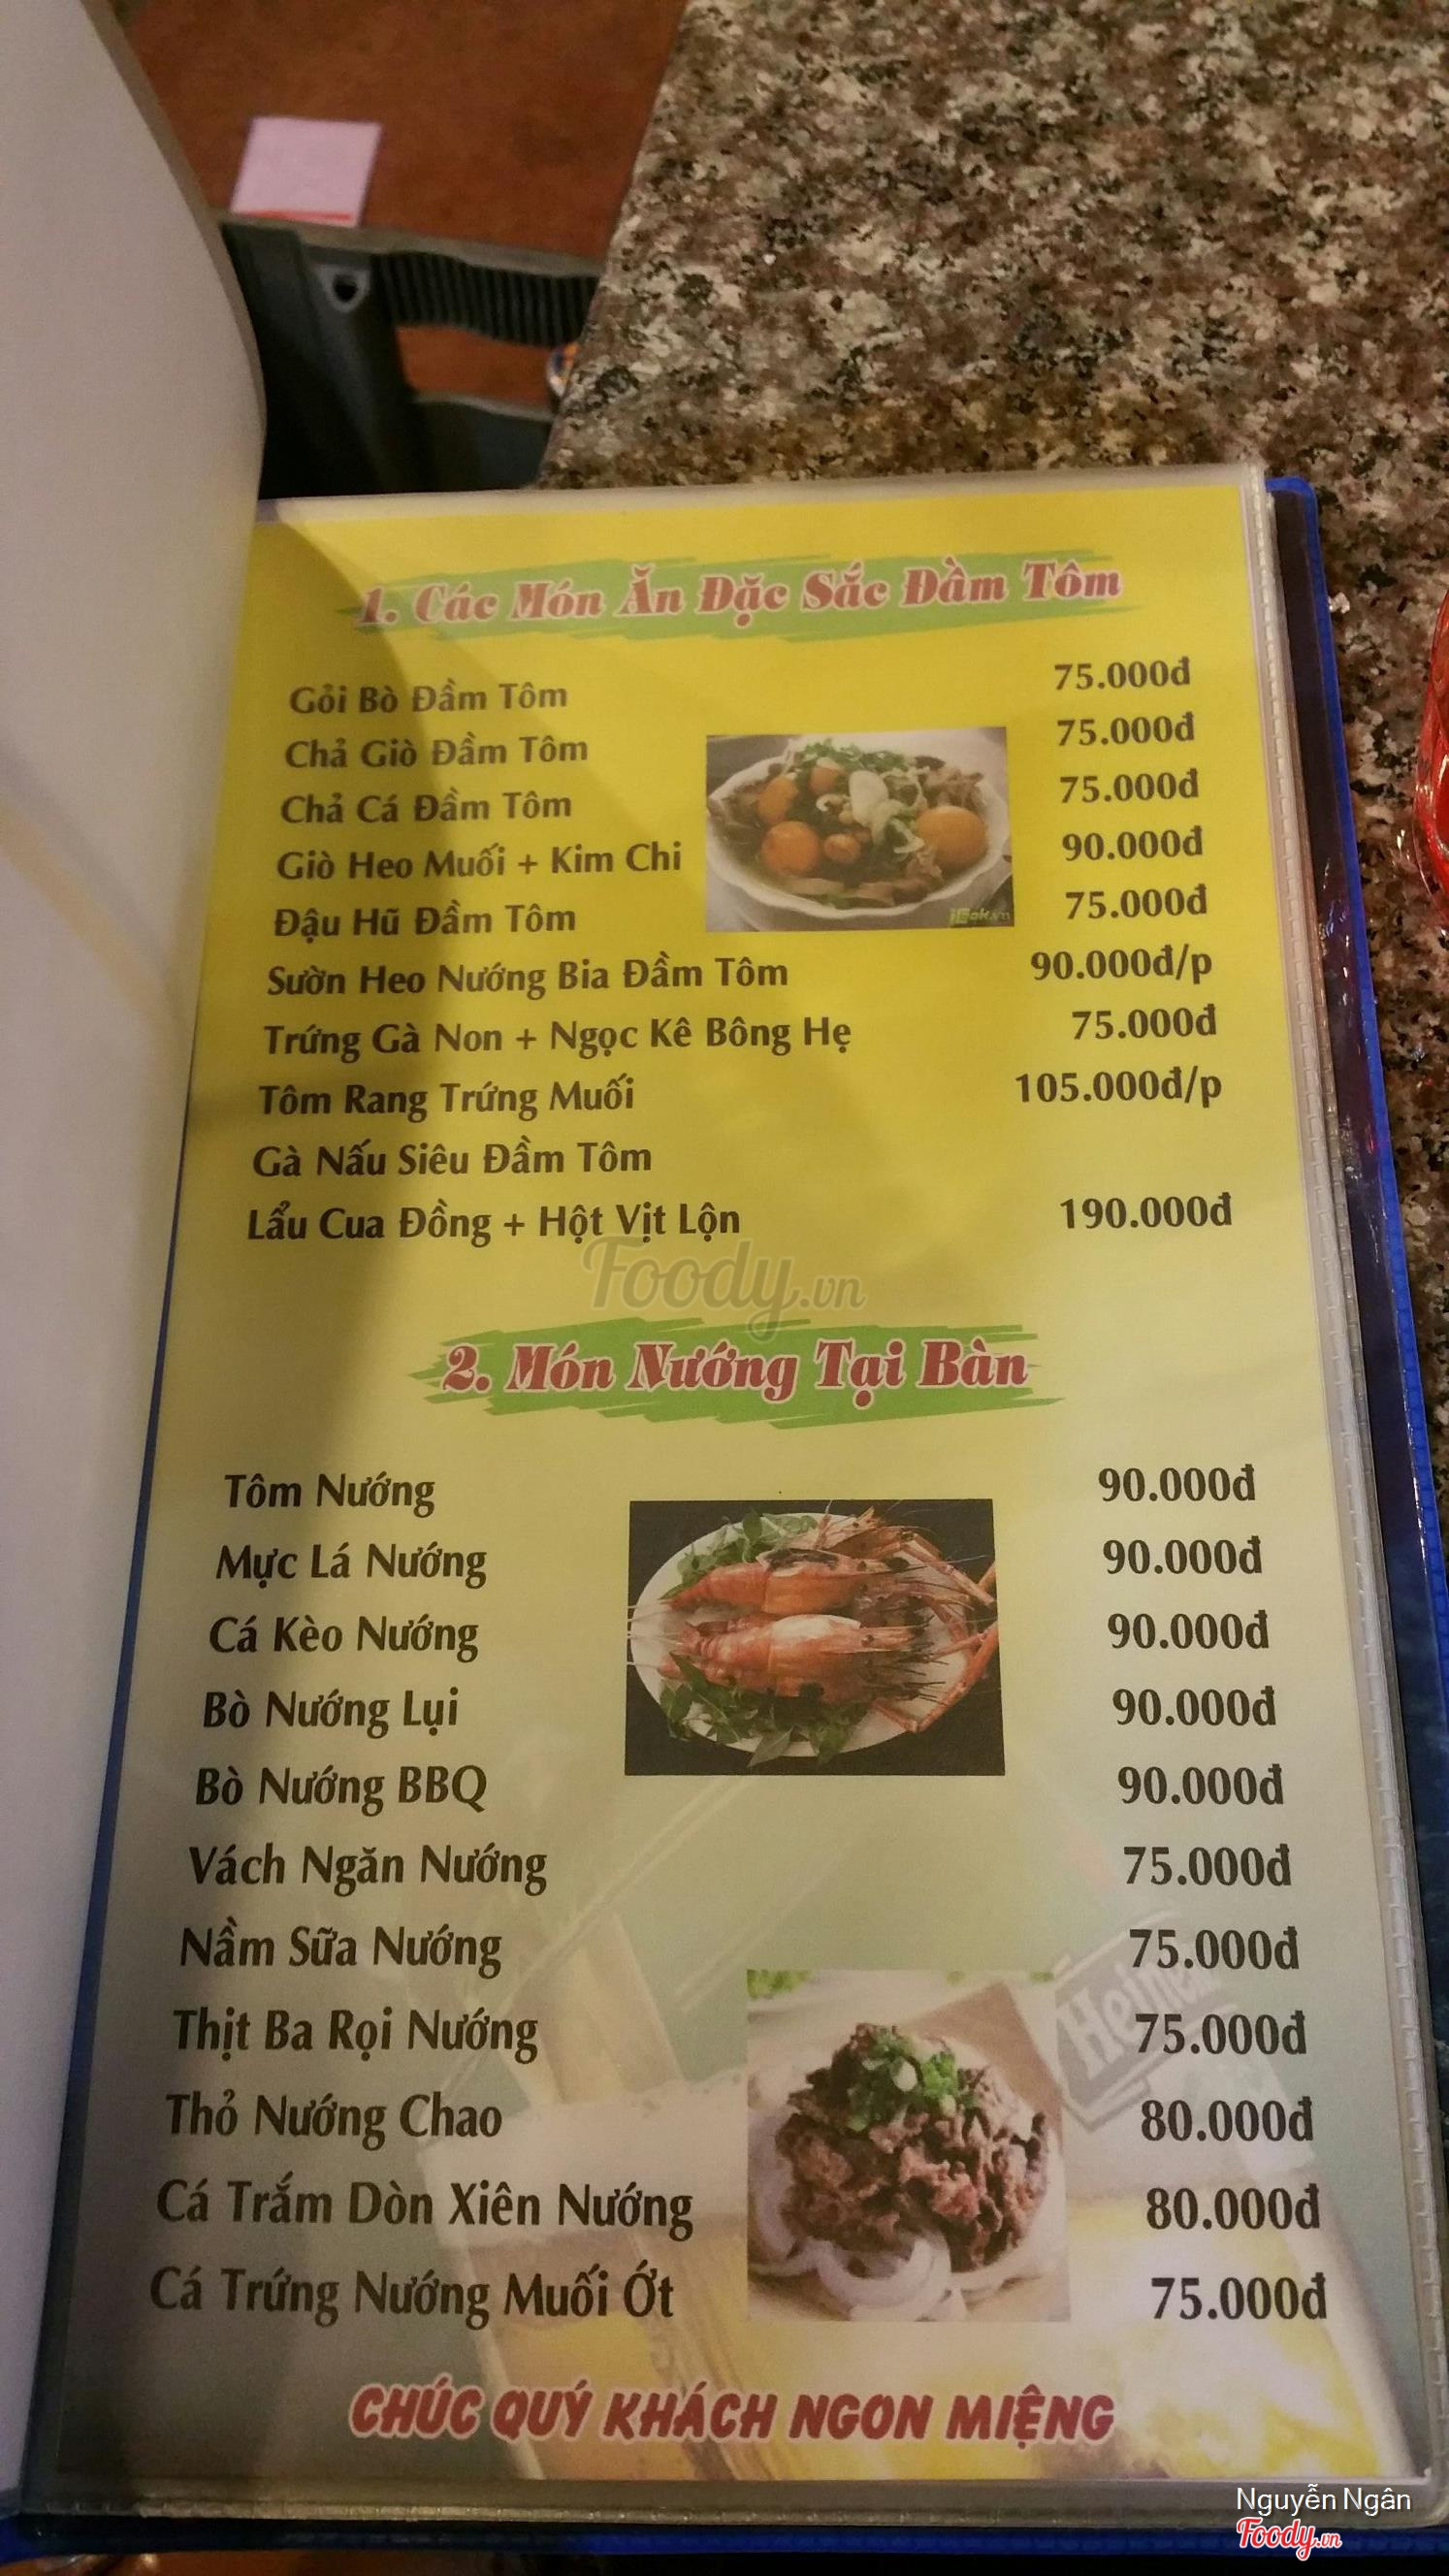 1. Các Món Ăn Đặc Sắc Đầm Tôm
Gỏi Bò Đầm Tôm 75.000đ
Chả Giò Đầm Tôm 75.000đ
Chả Cá Đầm Tôm 75.000đ
Giò Heo Muối + Kim Chi 90.000đ
Đậu Hũ Đầm Tôm 75.000đ
Sườn Heo Nướng Bia Đầm Tôm 90.000đ/p
Trứng Gà Non + Ngọc Kê Bông Hẹ 75.000đ
Tôm Rang Trứng Muối 105.000đ/p
Gà Nấu Siêu Đầm Tôm
Lẩu Cua Đồng + Hột Vịt Lộn 190.000đ
Foody.vn
2. Món Nướng Tại Bàn
Tôm Nướng 90.000đ
Mực Lá Nướng 90.000đ
Cá Kèo Nướng 90.000đ
Bò Nướng Lụi 90.000đ
Bò Nướng BBQ 90.000đ
Vách Ngăn Nướng 75.000đ
Nầm Sữa Nướng 75.000đ
Thịt Ba Rọi Nướng 75.000đ
Thỏ Nướng Chao 80.000đ
Cá Trắm Dòn Xiên Nướng 80.000đ
Cá Trứng Nướng Muối Ớt 75.000đ
CHÚC QUÝ KHÁCH NGON MIỆNG
Nguyễn Ngân
Foody.vn